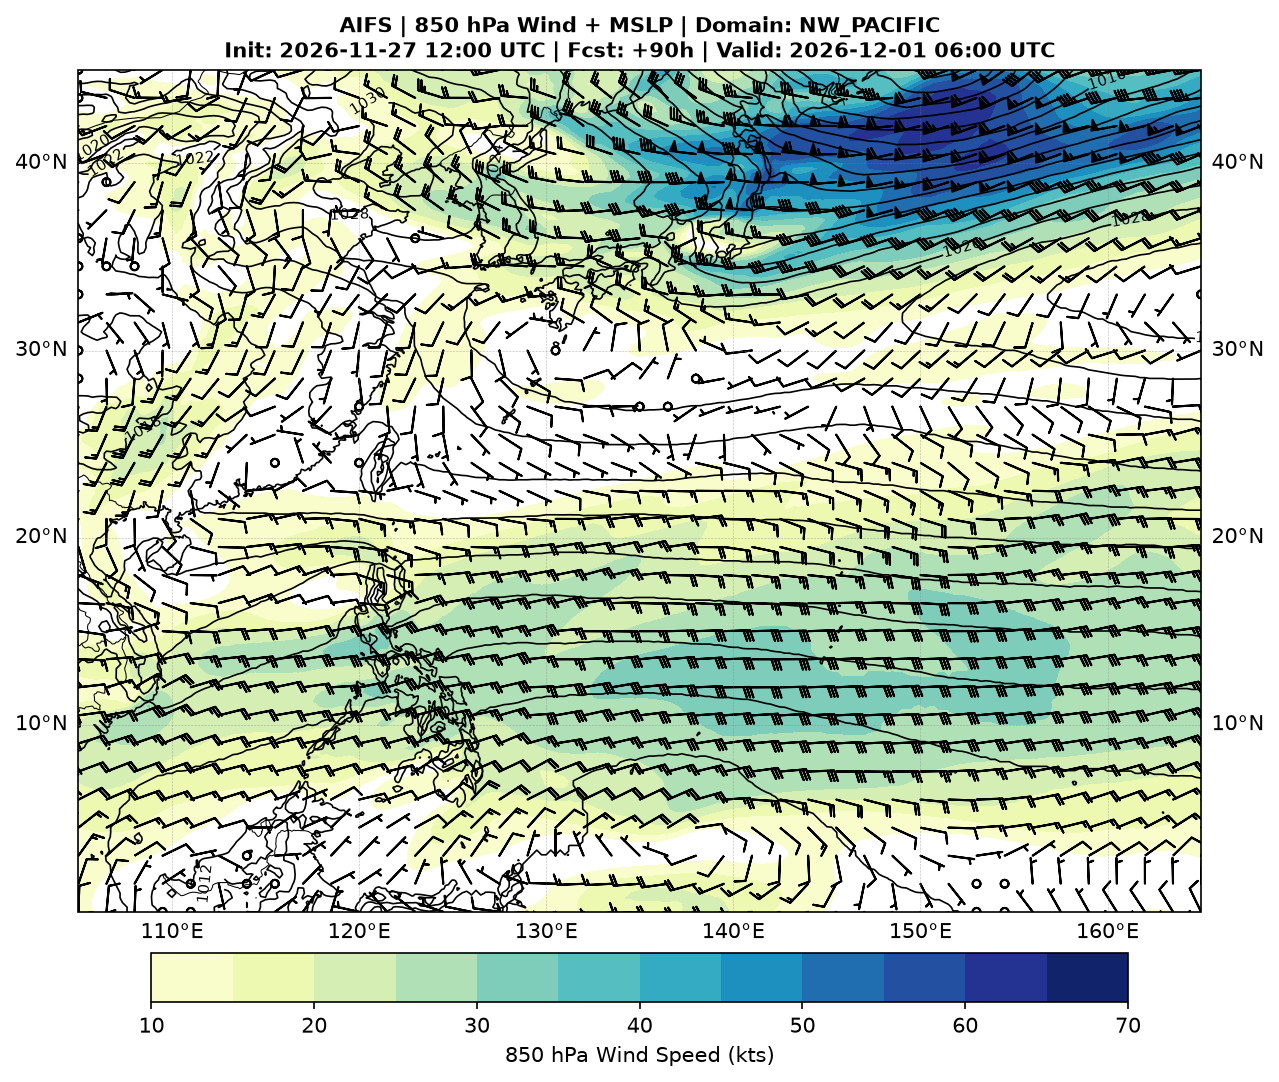 AIFS | 850 hPa Wind + MSLP | Domain: NW_PACIFIC
Init: 2026-11-27 12:00 UTC | Fcst: +90h | Valid: 2026-12-01 06:00 UTC
1030
1020
1022
1022
1028
1028
1012
40°N
40°N
30°N
30°N
20°N
20°N
10°N
10°N
110°E
120°E
130°E
140°E
150°E
160°E
10
20
30
40
50
60
70
850 hPa Wind Speed (kts)